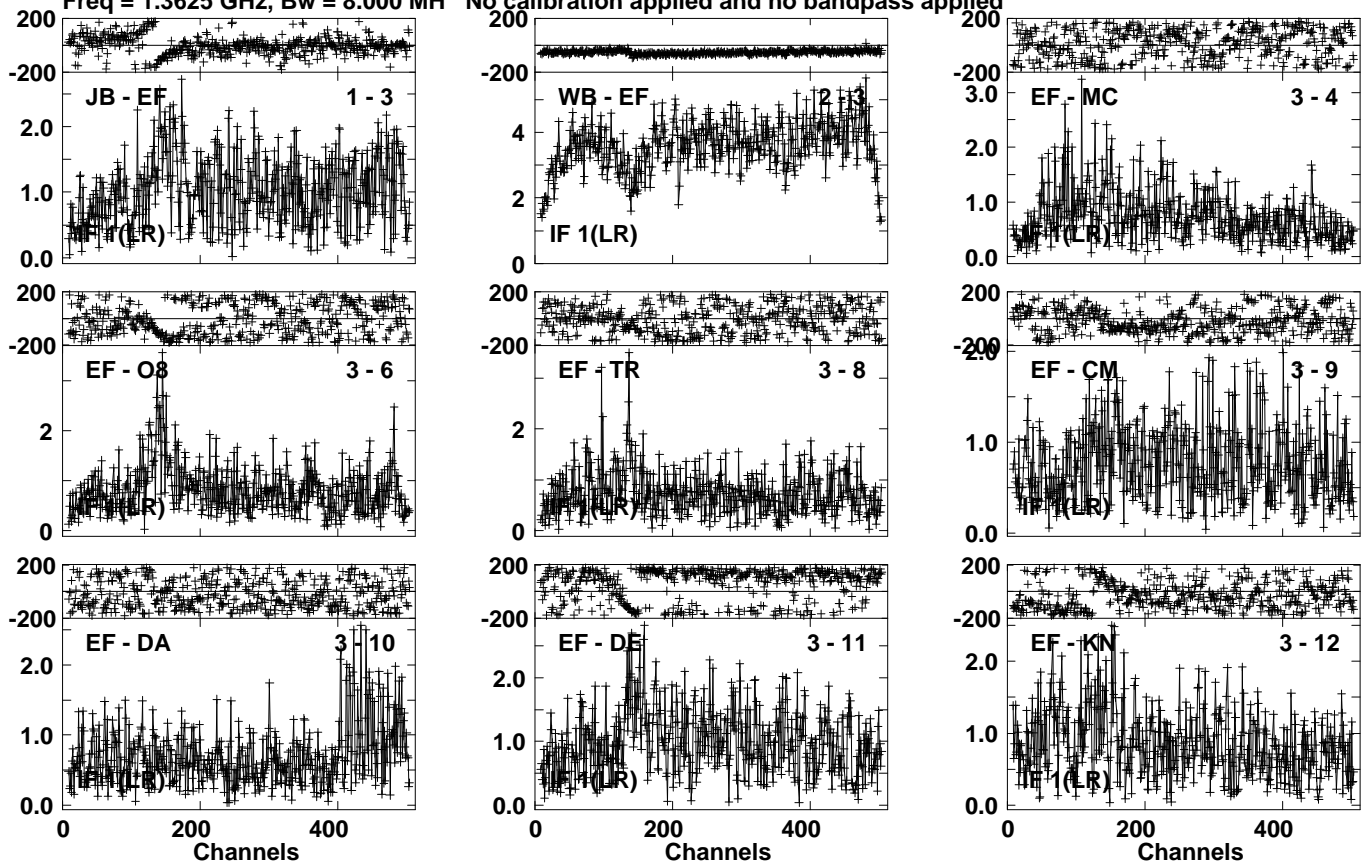 Freq = 1.3625 GHz, Bw = 8.000 MH No calibration applied and no bandpass applied
200
-200
JB - EF 1 - 3
2.0
1.0
IF 1(LR)
0.0
WB - EF 2 - 3
4
2
IF 1(LR)
0
200
-200
EF - MC 3 - 4
3.0
2.0
1.0
IF 1(LR)
0.0
200
-200
EF - O8 3 - 6
2
IF 1(LR)
0
200
-200
EF - TR 3 - 8
2
IF 1(LR)
0
200
-200
2.0
EF - CM 3 - 9
1.0
IF 1(LR)
0.0
200
-200
EF - DA 3 - 10
2.0
1.0
IF 1(LR)
0.0
0 200 400
Channels
200
-200
EF - DE 3 - 11
2.0
1.0
IF 1(LR)
0.0
0 200 400
Channels
200
-200
EF - KN 3 - 12
2.0
1.0
IF 1(LR)
0.0
0 200 400
Channels